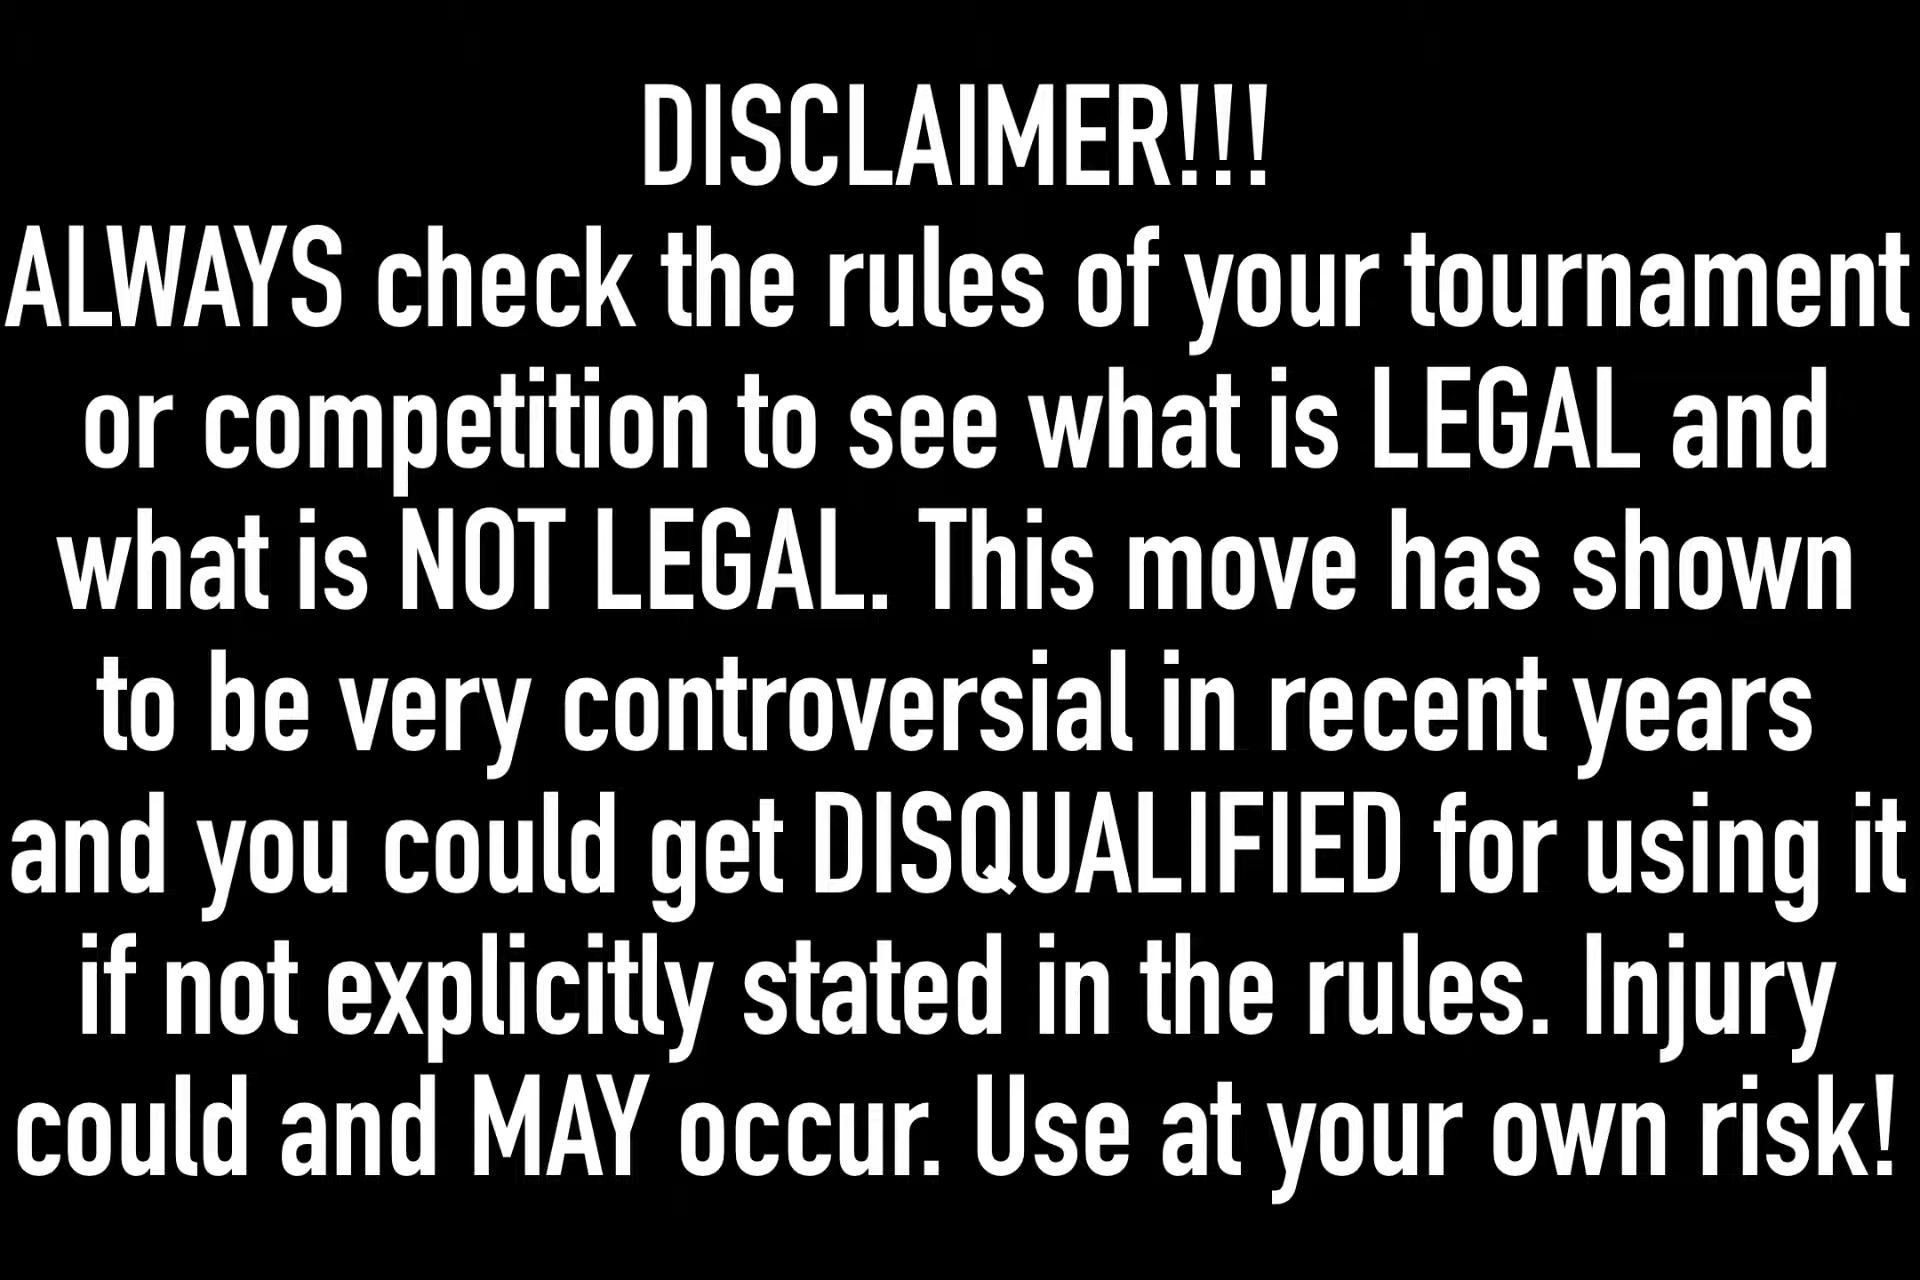 DISCLAIMER!!!
ALWAYS check the rules of your tournament
or competition to see what is LEGAL and
what is NOT LEGAL. This move has shown
to be very controversial in recent years
and you could get DISQUALIFIED for using it
if not explicitly stated in the rules. Injury
could and MAY occur. Use at your own risk!